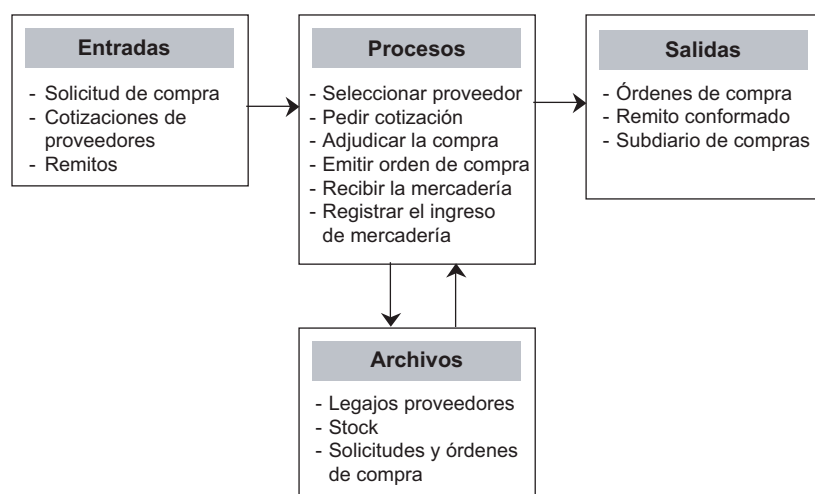 Entradas
- Solicitud de compra
- Cotizaciones de
proveedores
- Remitos
Procesos
- Seleccionar proveedor
- Pedir cotización
- Adjudicar la compra
- Emitir orden de compra
- Recibir la mercadería
- Registrar el ingreso
de mercadería
Salidas
- Órdenes de compra
- Remito conformado
- Subdiario de compras
Archivos
- Legajos proveedores
- Stock
- Solicitudes y órdenes
de compra